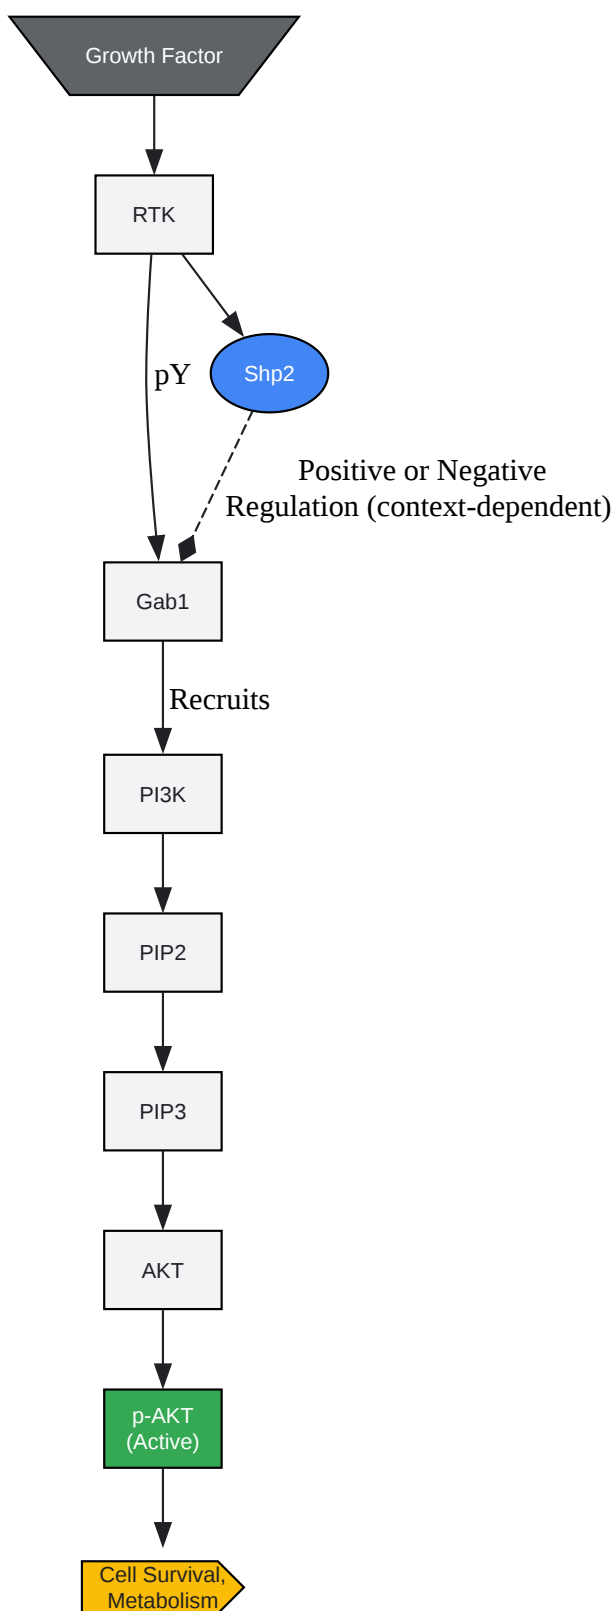 Growth Factor
RTK
pY
Shp2
Positive or Negative
Regulation (context-dependent)
Gab1
Recruits
PI3K
PIP2
PIP3
AKT
p-AKT
(Active)
Cell Survival,
Metabolism